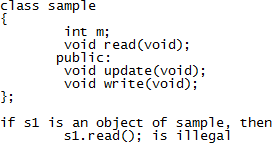 class sample
{
int m;
void read(void);
public:
void update(void);
void write(void);
};
if s1 is an object of sample, then
s1.read(); is illegal